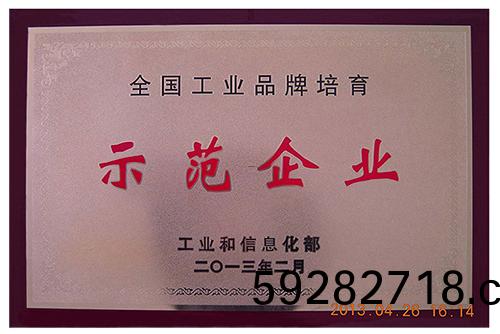 全国工业品牌培育
示范企业
工业和信息化部
二〇一三年二月
59282718.c
2013.04.26 16:14